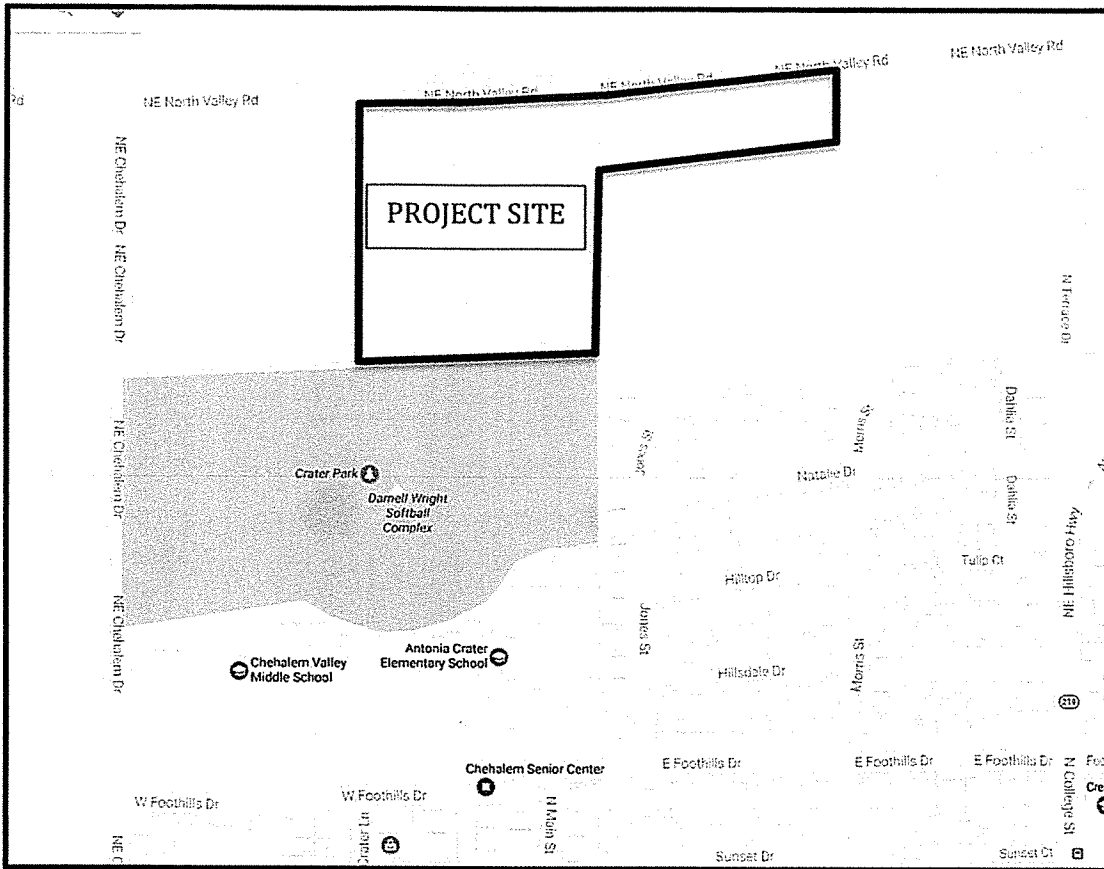 NE North Valley Rd
NE North Valley Rd
NE North Valley Rd
NE North Valley Rd
NE North Valley Rd
Rd
NE Chehalem Dr
NE Chehalem Dr
PROJECT SITE
N Terrace Dr
Dahlia St
Jones St
Morris St
NE Chehalem Dr
Crater Park
Natalie Dr
Darnell Wright
Softball
Complex
Dahlia St
NE Hillsboro Hwy
Tulip Ct
Hilltop Dr
NE Chehalem Dr
Jones St
Antonia Crater
Elementary School
Chehalem Valley
Middle School
Morris St
Hillsdale Dr
219
E Foothills Dr
E Foothills Dr
E Foothills Dr
Chehalem Senior Center
W Foothills Dr
W Foothills Dr
N Main St
Crater Ln
N College St
Cre
NE C
Sunset Dr
Sunset Ct